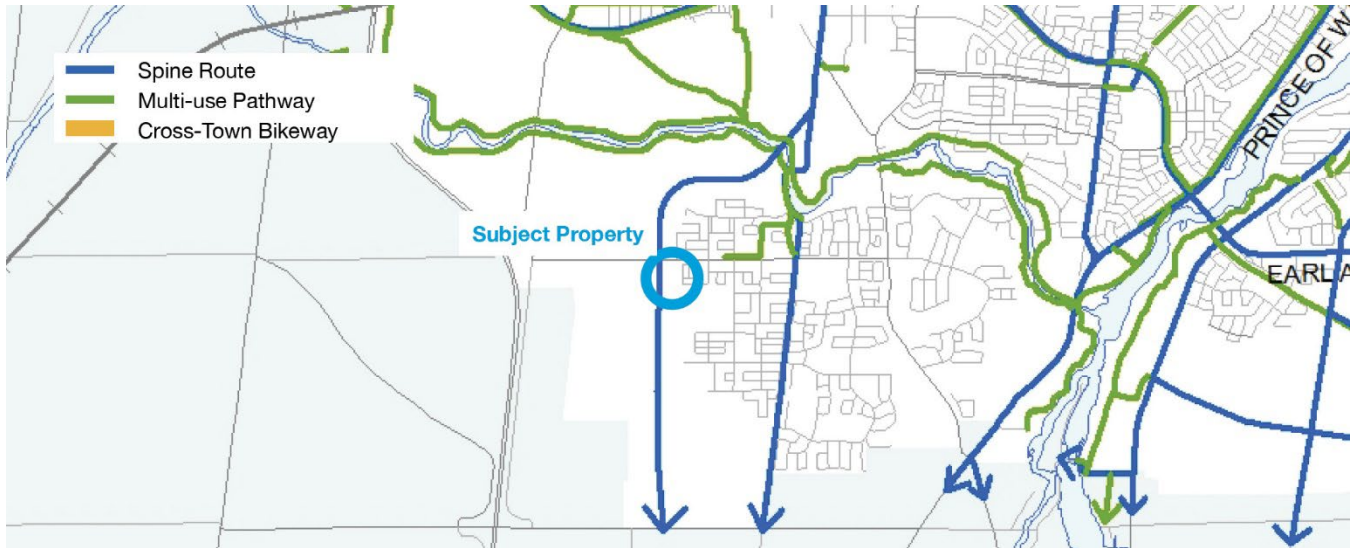 Spine Route
Multi-use Pathway
Cross-Town Bikeway
Subject Property
PRINCE OF W
EARL A